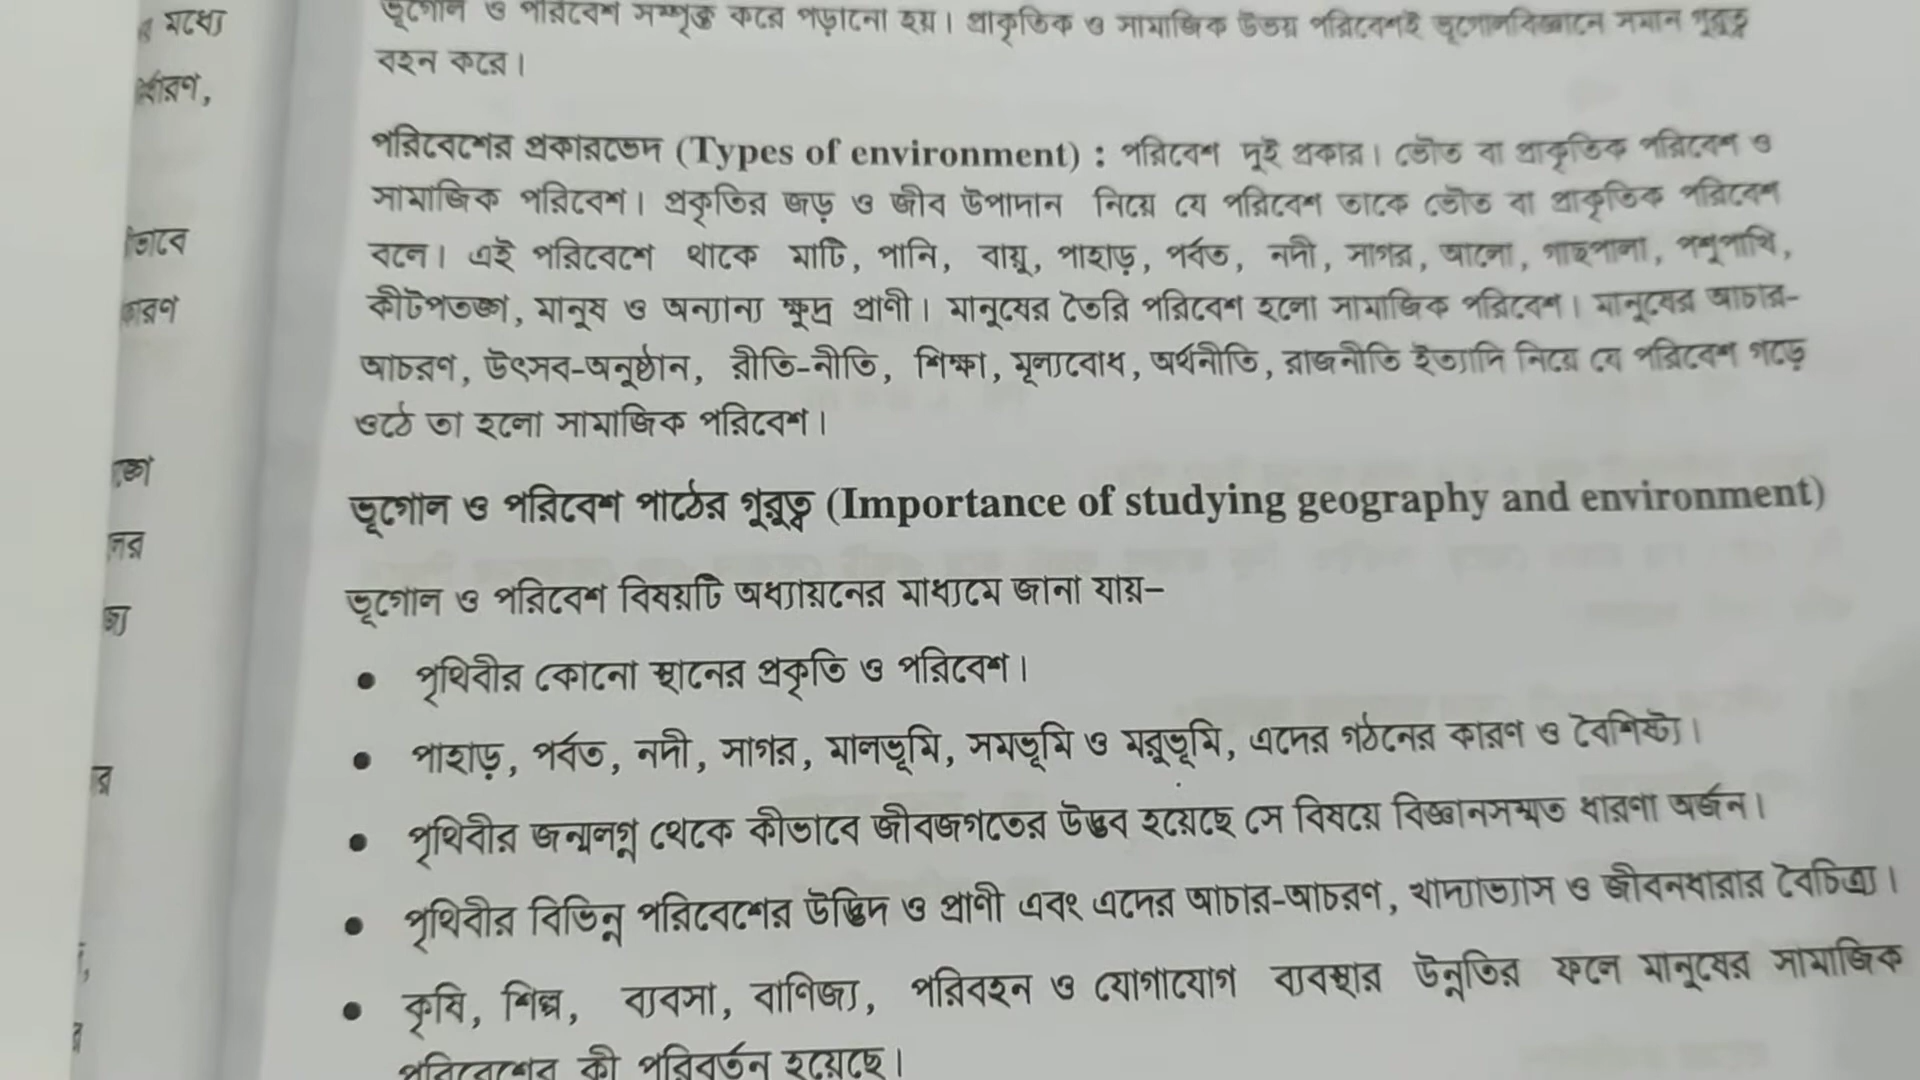 মধ্যে
ভূগোল ও পরিবেশ সম্পৃক্ত করে পড়ানো হয়। প্রাকৃতিক ও সামাজিক উভয় পরিবেশই ভূগোলবিজ্ঞানে সমান গুরুত্ব
বহন করে।
পরিবেশের প্রকারভেদ (Types of environment) : পরিবেশ দুই প্রকার। ভৌত বা প্রাকৃতিক পরিবেশ ও
সামাজিক পরিবেশ। প্রকৃতির জড় ও জীব উপাদান নিয়ে যে পরিবেশ তাকে ভৌত বা প্রাকৃতিক পরিবেশ
বলে। এই পরিবেশে থাকে মাটি, পানি, বায়ু, পাহাড়, পর্বত, নদী, সাগর, আলো, গাছপালা, পশুপাখি,
কীটপতঙ্গ, মানুষ ও অন্যান্য ক্ষুদ্র প্রাণী। মানুষের তৈরি পরিবেশ হলো সামাজিক পরিবেশ। মানুষের আচার-
আচরণ, উৎসব-অনুষ্ঠান, রীতি-নীতি, শিক্ষা, মূল্যবোধ, অর্থনীতি, রাজনীতি ইত্যাদি নিয়ে যে পরিবেশ গড়ে
ওঠে তা হলো সামাজিক পরিবেশ।
ভূগোল ও পরিবেশ পাঠের গুরুত্ব (Importance of studying geography and environment)
ভূগোল ও পরিবেশ বিষয়টি অধ্যায়নের মাধ্যমে জানা যায়–
• পৃথিবীর কোনো স্থানের প্রকৃতি ও পরিবেশ।
• পাহাড়, পর্বত, নদী, সাগর, মালভূমি, সমভূমি ও মরুভূমি, এদের গঠনের কারণ ও বৈশিষ্ট্য।
• পৃথিবীর জন্মলগ্ন থেকে কীভাবে জীবজগতের উদ্ভব হয়েছে সে বিষয়ে বিজ্ঞানসম্মত ধারণা অর্জন।
• পৃথিবীর বিভিন্ন পরিবেশের উদ্ভিদ ও প্রাণী এবং এদের আচার-আচরণ, খাদ্যাভ্যাস ও জীবনধারার বৈচিত্র্য।
• কৃষি, শিল্প, ব্যবসা, বাণিজ্য, পরিবহন ও যোগাযোগ ব্যবস্থার উন্নতির ফলে মানুষের সামাজিক
পরিবেশের কী পরিবর্তন হয়েছে।